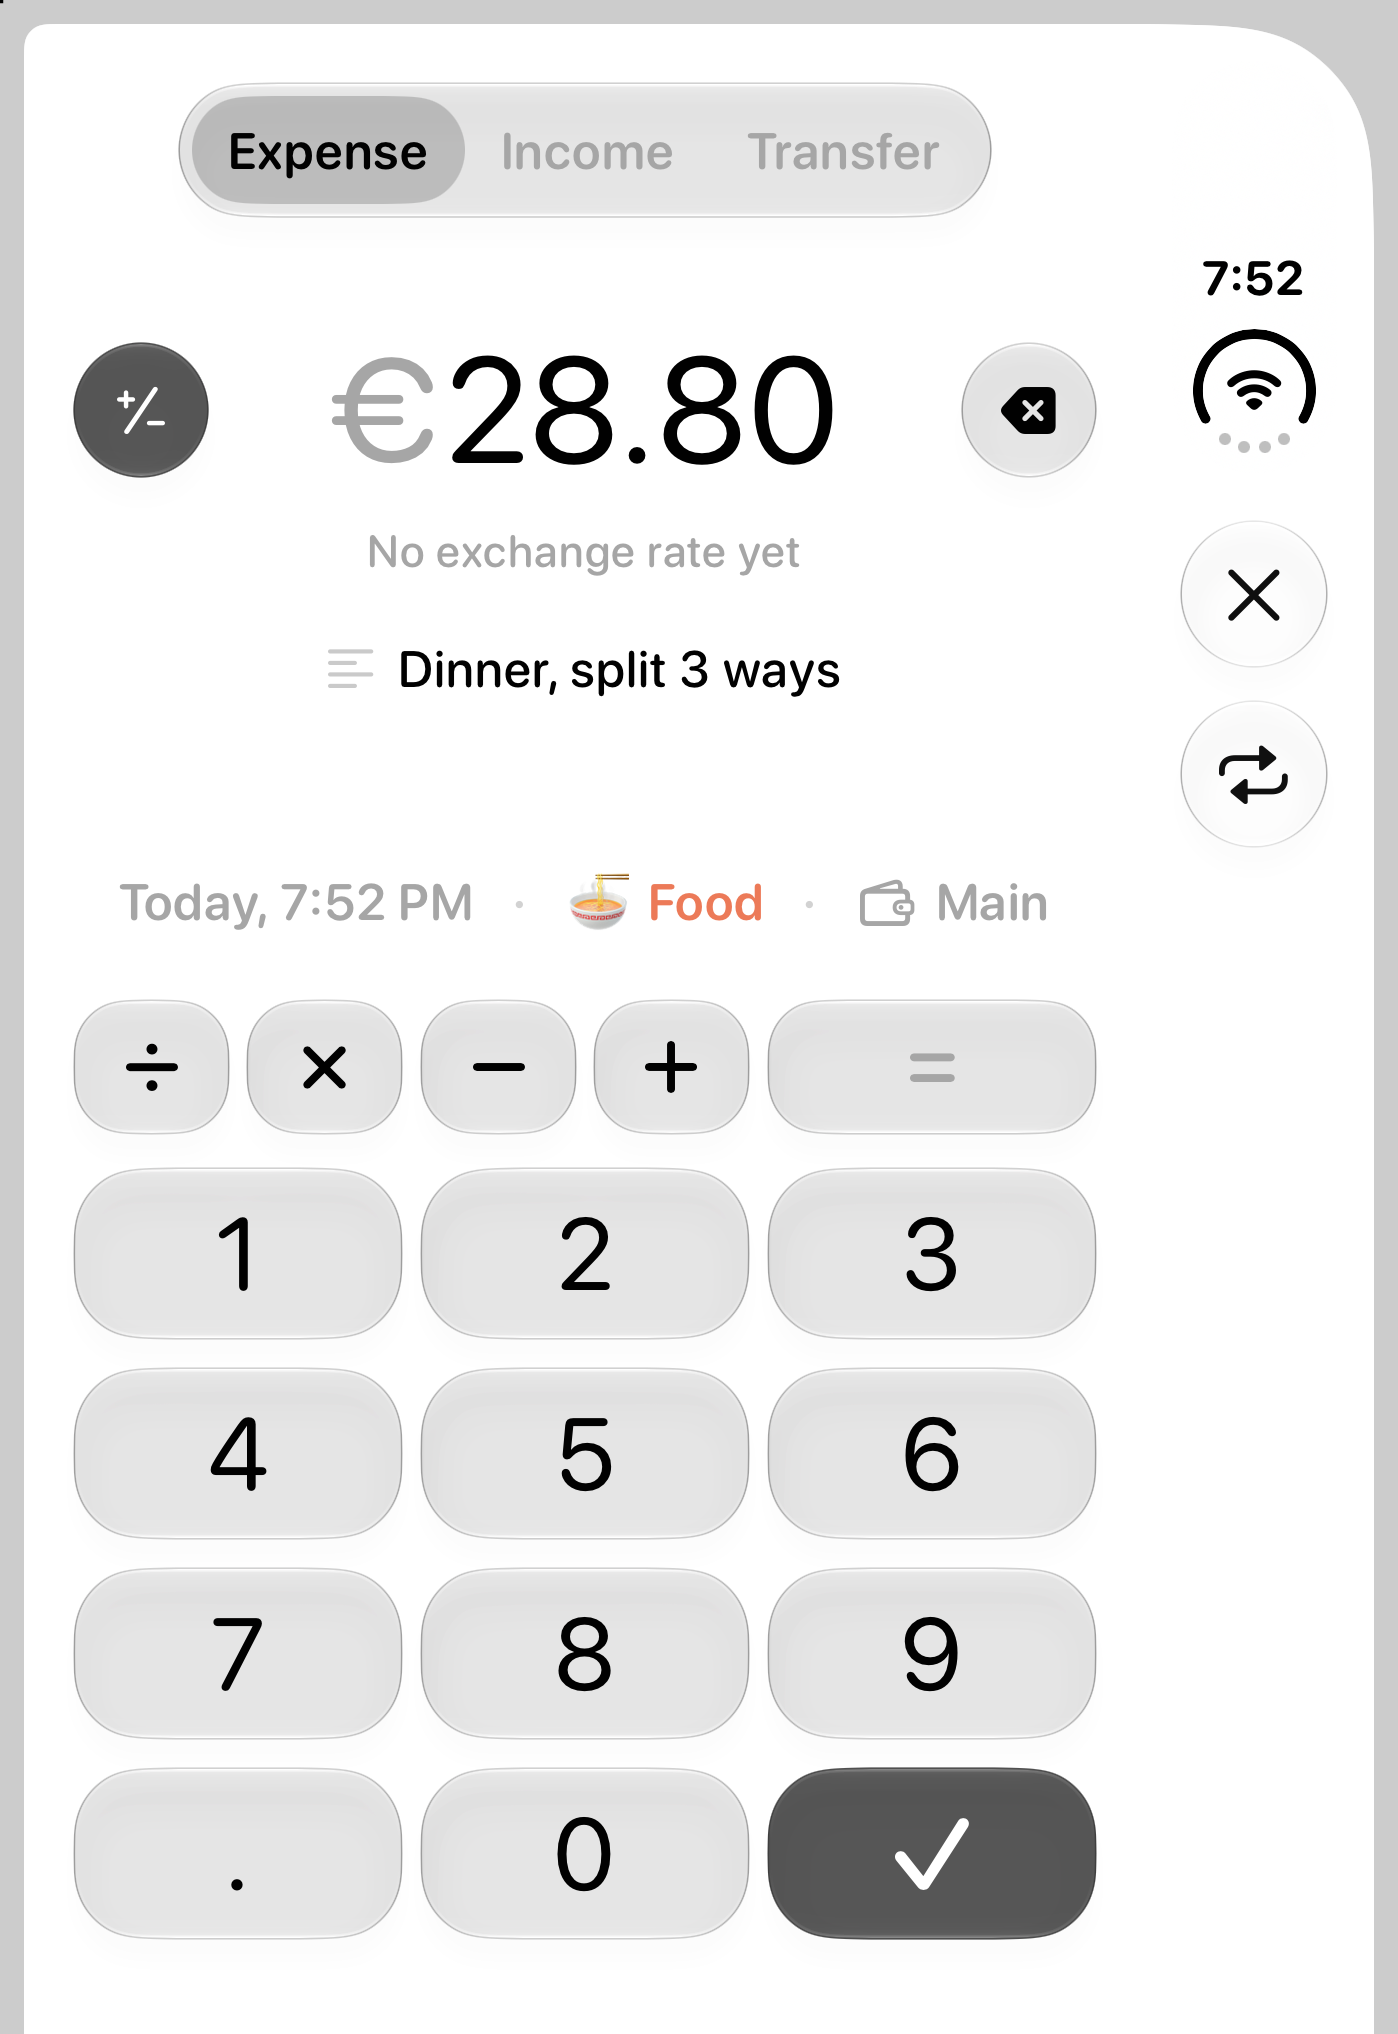 Expense Income Transfer
7:52
€28.80
No exchange rate yet
Dinner, split 3 ways
Today, 7:52 PM · Food · Main
÷ × − + =
1 2 3
4 5 6
7 8 9
. 0